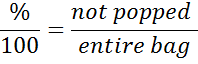 % / 100 = not popped / entire bag